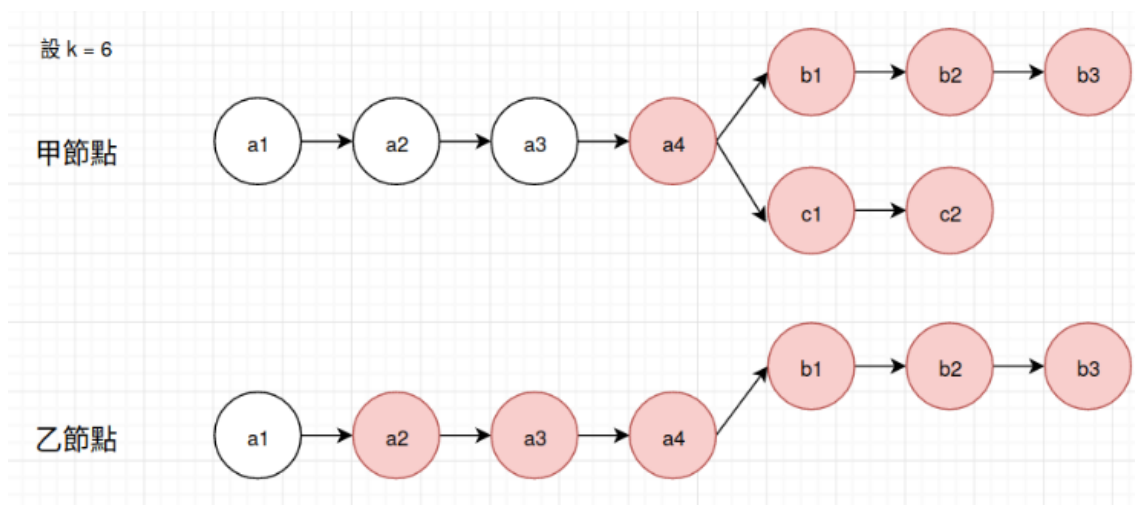 設 k = 6
b1 b2 b3
甲節點 a1 a2 a3 a4
c1 c2
b1 b2 b3
乙節點 a1 a2 a3 a4